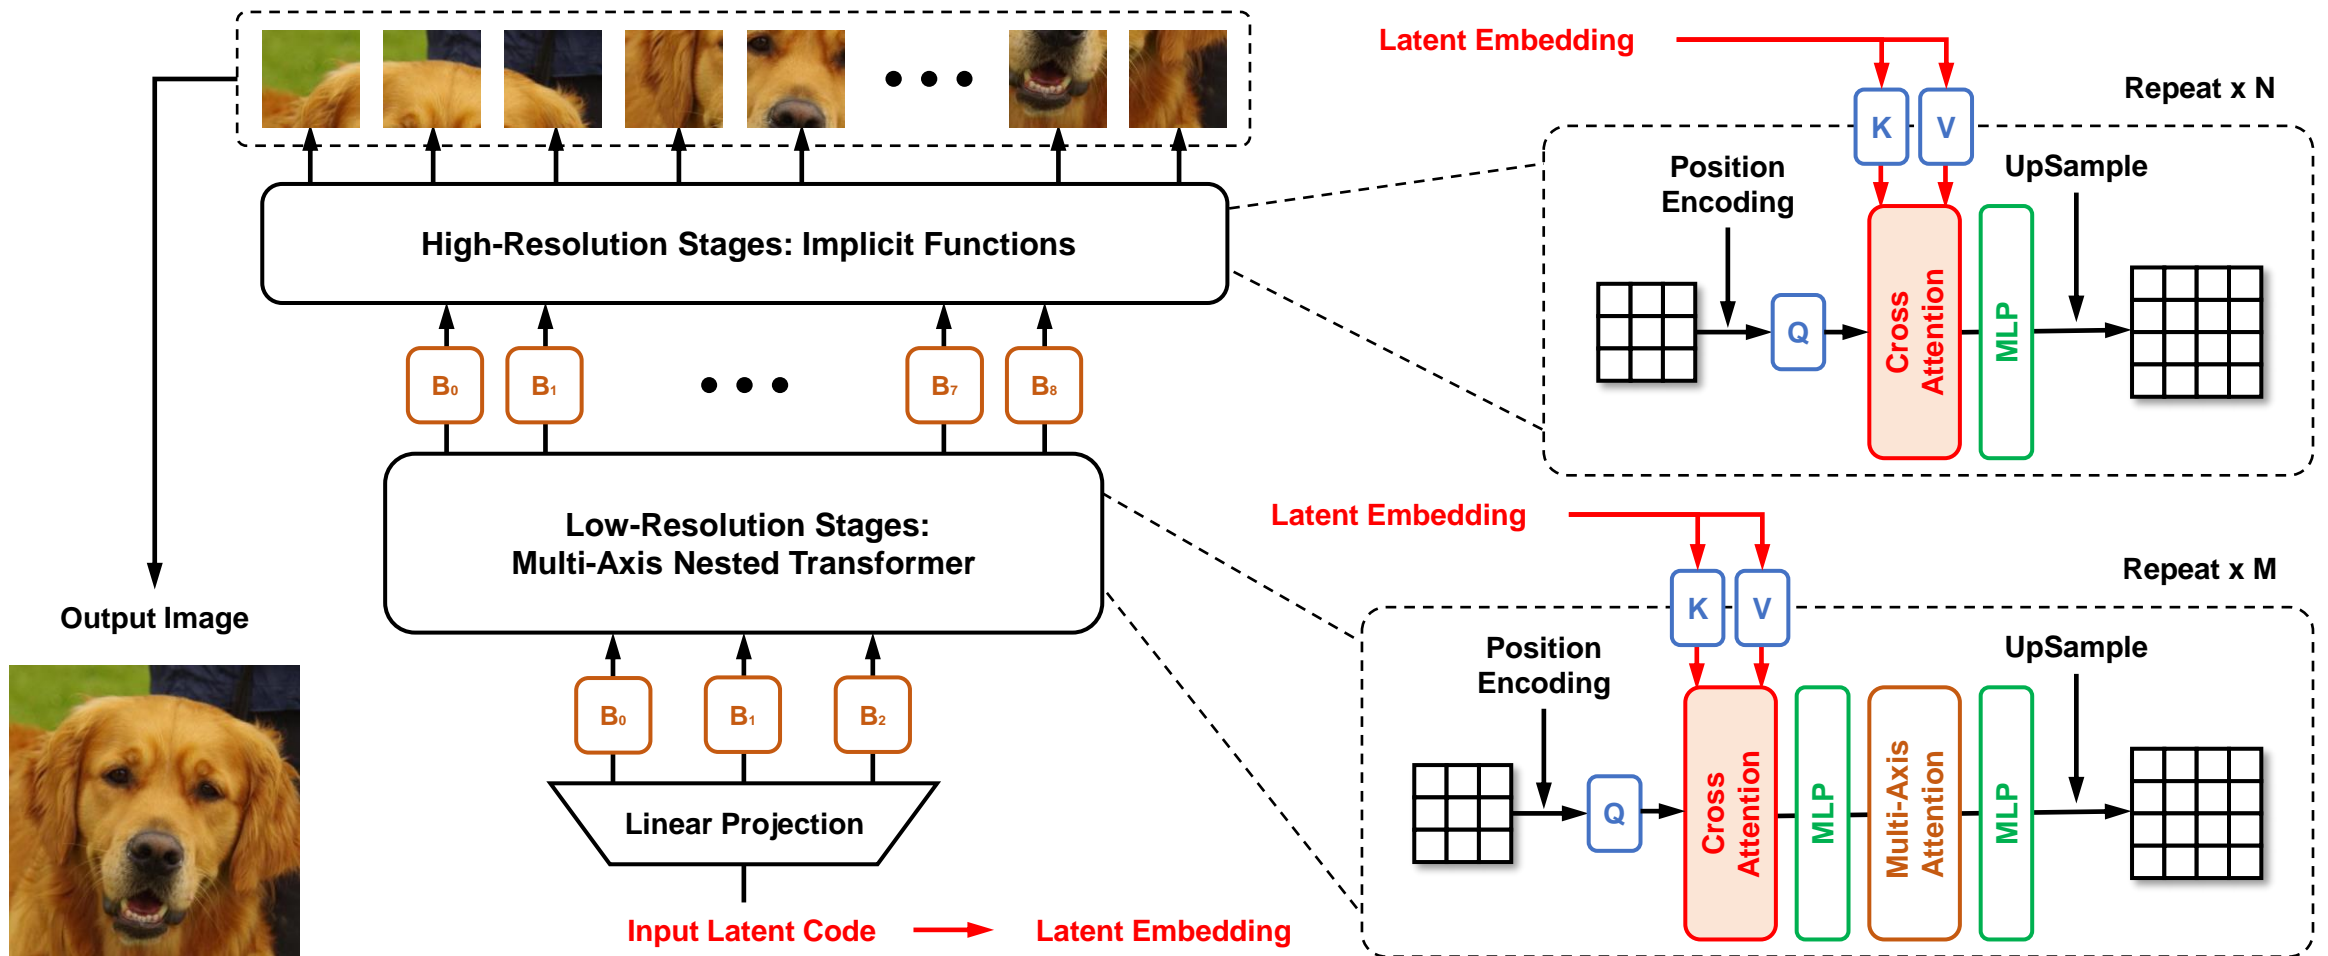 Latent Embedding
Repeat x N
K
V
Position
Encoding
UpSample
High-Resolution Stages: Implicit Functions
Q
Cross
Attention
MLP
B₀
B₁
B₇
B₈
Low-Resolution Stages:
Multi-Axis Nested Transformer
Latent Embedding
Repeat x M
K
V
Position
Encoding
UpSample
Output Image
B₀
B₁
B₂
Q
Cross
Attention
MLP
Multi-Axis
Attention
MLP
Linear Projection
Input Latent Code
Latent Embedding